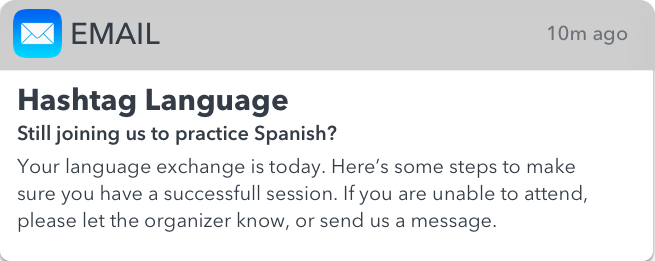 EMAIL 10m ago
Hashtag Language
Still joining us to practice Spanish?
Your language exchange is today. Here’s some steps to make
sure you have a successfull session. If you are unable to attend,
please let the organizer know, or send us a message.